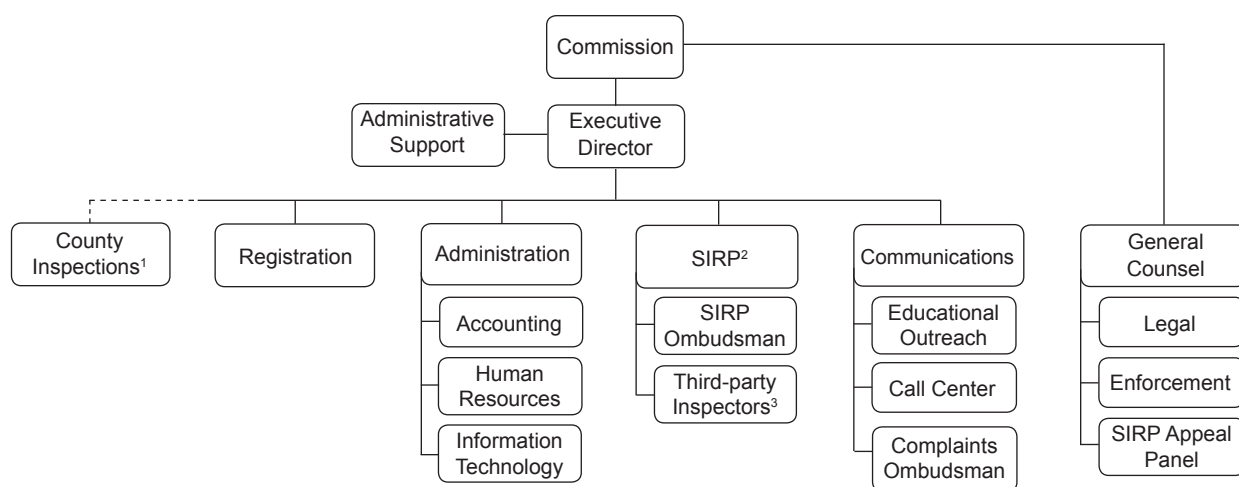 Commission
Administrative
Support
Executive
Director
County
Inspections¹
Registration
Administration
SIRP²
Communications
General
Counsel
Accounting
Human
Resources
Information
Technology
SIRP
Ombudsman
Third-party
Inspectors³
Educational
Outreach
Call Center
Complaints
Ombudsman
Legal
Enforcement
SIRP Appeal
Panel